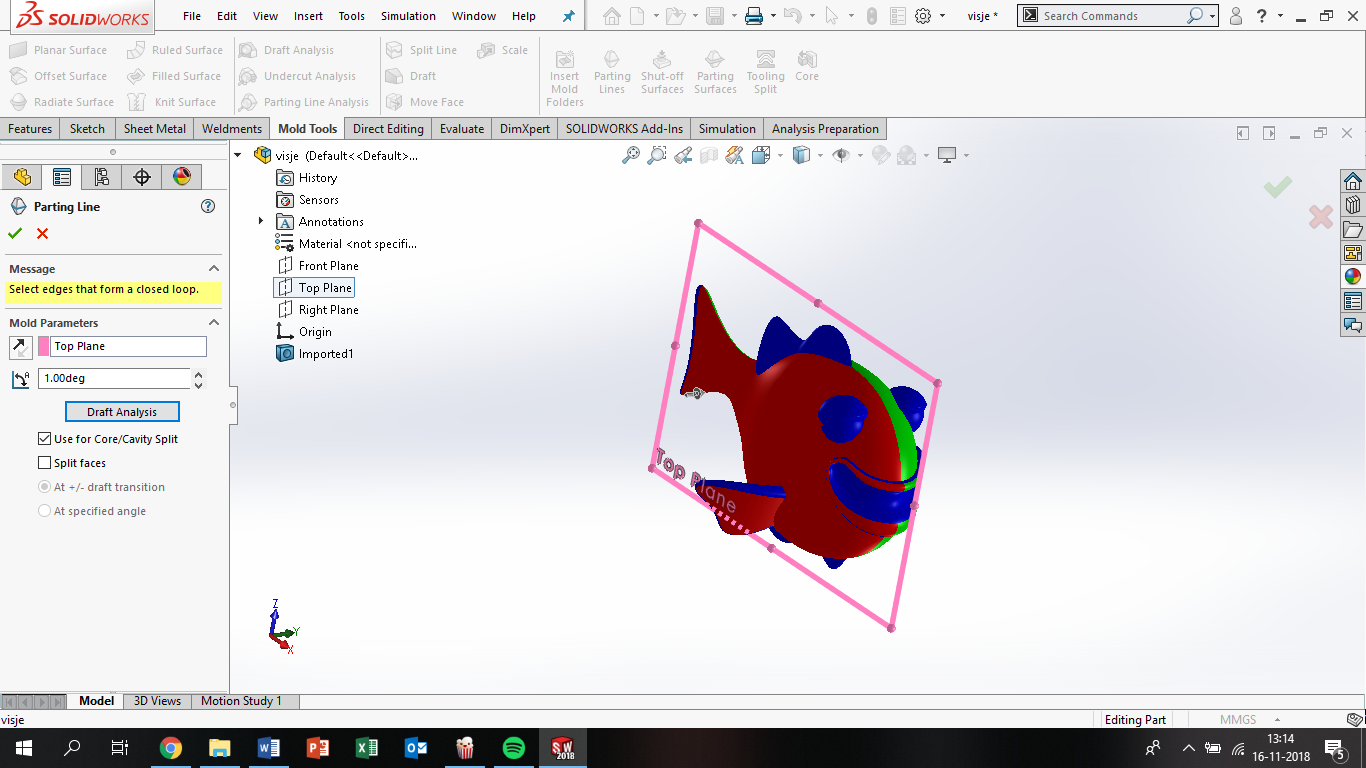 SOLIDWORKS File Edit View Insert Tools Simulation Window Help visje * Search Commands
Planar Surface Ruled Surface Draft Analysis Split Line Scale
Offset Surface Filled Surface Undercut Analysis Draft
Radiate Surface Knit Surface Parting Line Analysis Move Face
Insert Mold Folders
Parting Lines
Shut-off Surfaces
Parting Surfaces
Tooling Split
Core
Features Sketch Sheet Metal Weldments Mold Tools Direct Editing Evaluate DimXpert SOLIDWORKS Add-Ins Simulation Analysis Preparation
Parting Line
Message
Select edges that form a closed loop.
Mold Parameters
Top Plane
1.00deg
Draft Analysis
Use for Core/Cavity Split
Split faces
At +/- draft transition
At specified angle
visje (Default<<Default>...
History
Sensors
Annotations
Material <not specifi...
Front Plane
Top Plane
Right Plane
Origin
Imported1
Top Plane
Z
Y
X
Model 3D Views Motion Study 1
visje Editing Part MMGS
SW 2018
13:14
16-11-2018
5